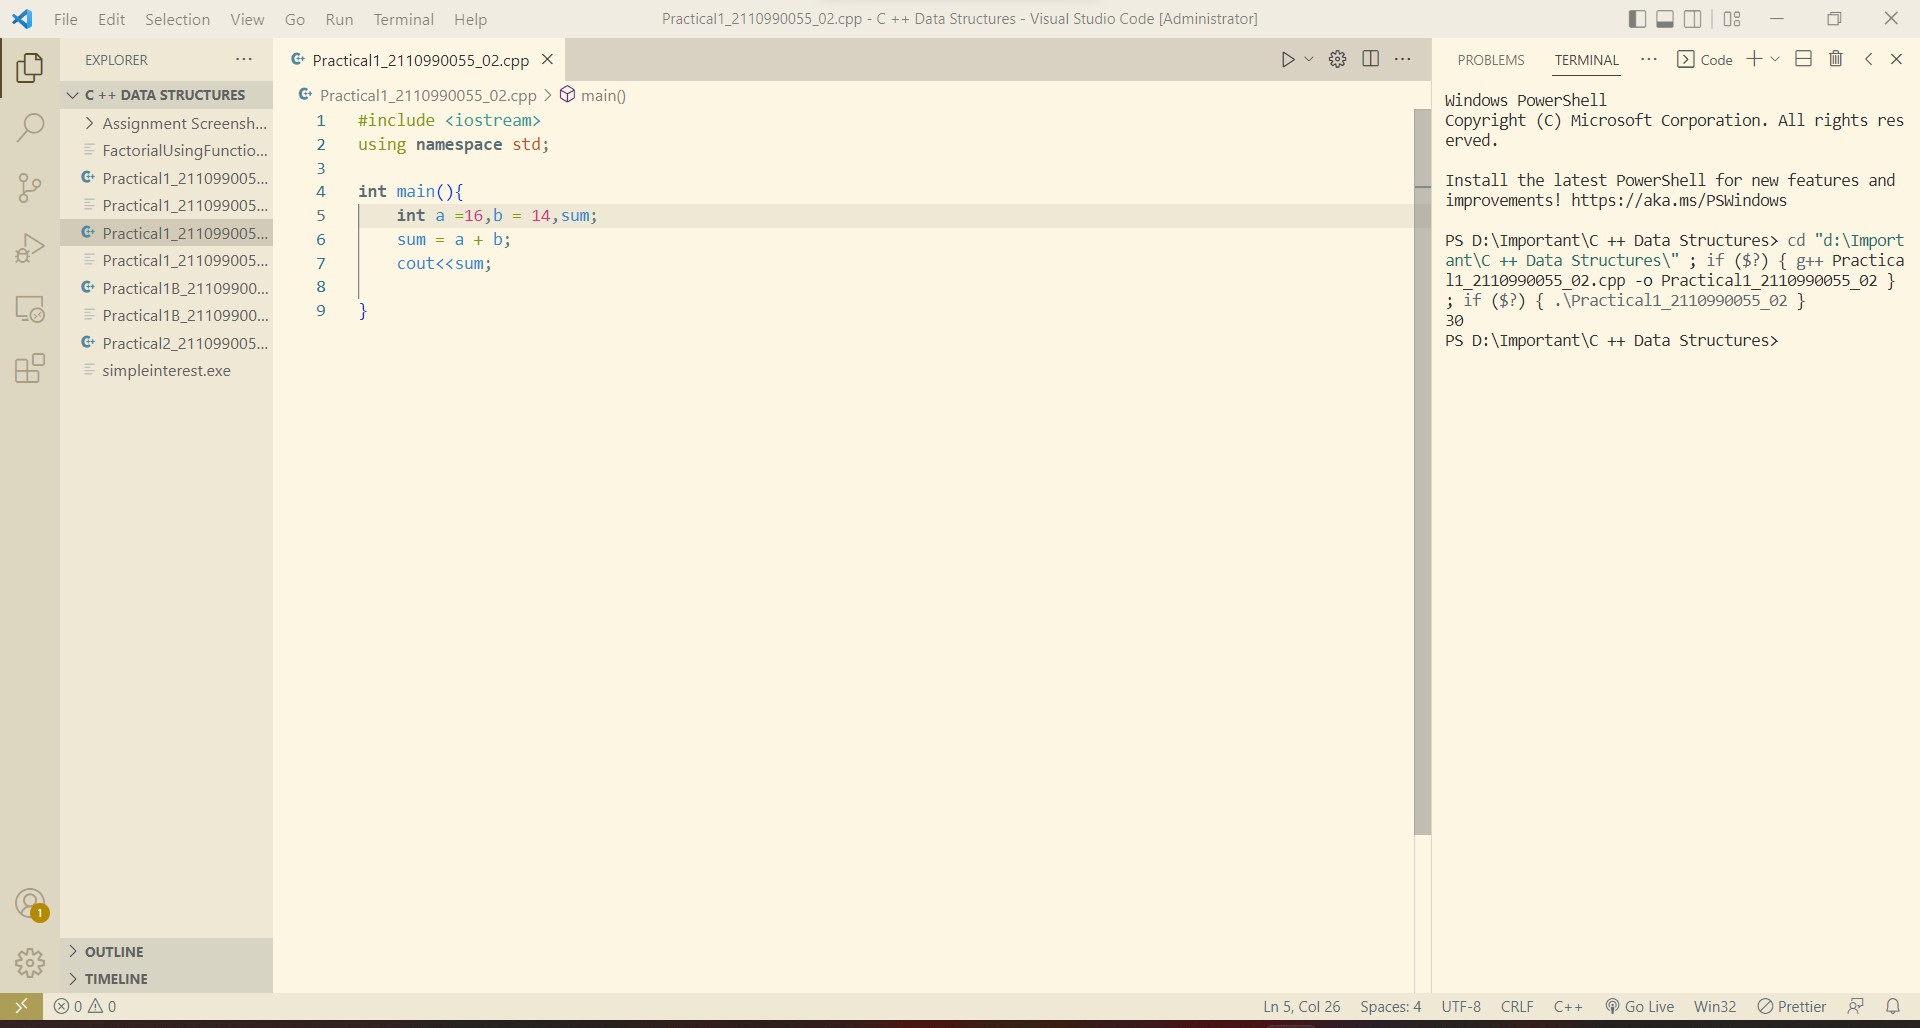 File Edit Selection View Go Run Terminal Help
Practical1_2110990055_02.cpp - C ++ Data Structures - Visual Studio Code [Administrator]
EXPLORER
C ++ DATA STRUCTURES
Assignment Screensh...
FactorialUsingFunctio...
Practical1_211099005...
Practical1_211099005...
Practical1_211099005...
Practical1_211099005...
Practical1B_21109900...
Practical1B_21109900...
Practical2_211099005...
simpleinterest.exe
OUTLINE
TIMELINE
Practical1_2110990055_02.cpp
Practical1_2110990055_02.cpp > main()
1 #include <iostream>
2 using namespace std;
3
4 int main(){
5 int a =16,b = 14,sum;
6 sum = a + b;
7 cout<<sum;
8
9 }
PROBLEMS TERMINAL ... Code
Windows PowerShell
Copyright (C) Microsoft Corporation. All rights res
erved.
Install the latest PowerShell for new features and
improvements! https://aka.ms/PSWindows
PS D:\Important\C ++ Data Structures> cd "d:\Import
ant\C ++ Data Structures\" ; if ($?) { g++ Practica
l1_2110990055_02.cpp -o Practical1_2110990055_02 }
; if ($?) { .\Practical1_2110990055_02 }
30
PS D:\Important\C ++ Data Structures>
1
0 0
Ln 5, Col 26 Spaces: 4 UTF-8 CRLF C++ Go Live Win32 Prettier